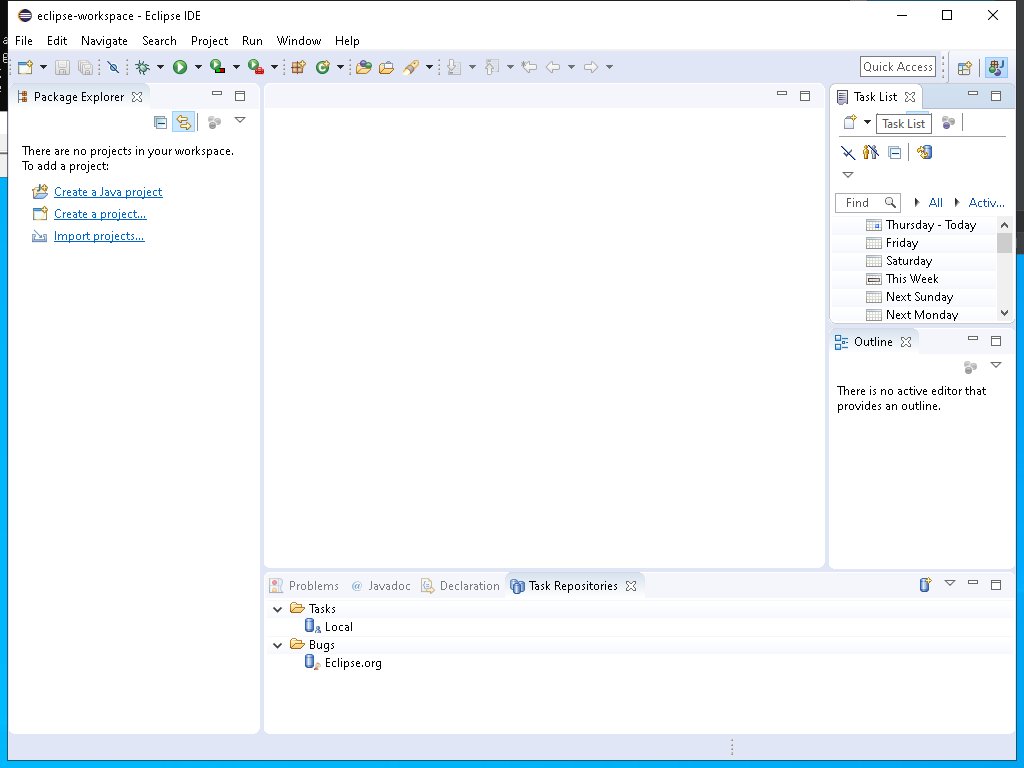 eclipse-workspace - Eclipse IDE
File Edit Navigate Search Project Run Window Help
Quick Access
Package Explorer
There are no projects in your workspace.
To add a project:
Create a Java project
Create a project...
Import projects...
Task List
Task List
Find All Activ...
Thursday - Today
Friday
Saturday
This Week
Next Sunday
Next Monday
Outline
There is no active editor that
provides an outline.
Problems @ Javadoc Declaration Task Repositories
Tasks
Local
Bugs
Eclipse.org